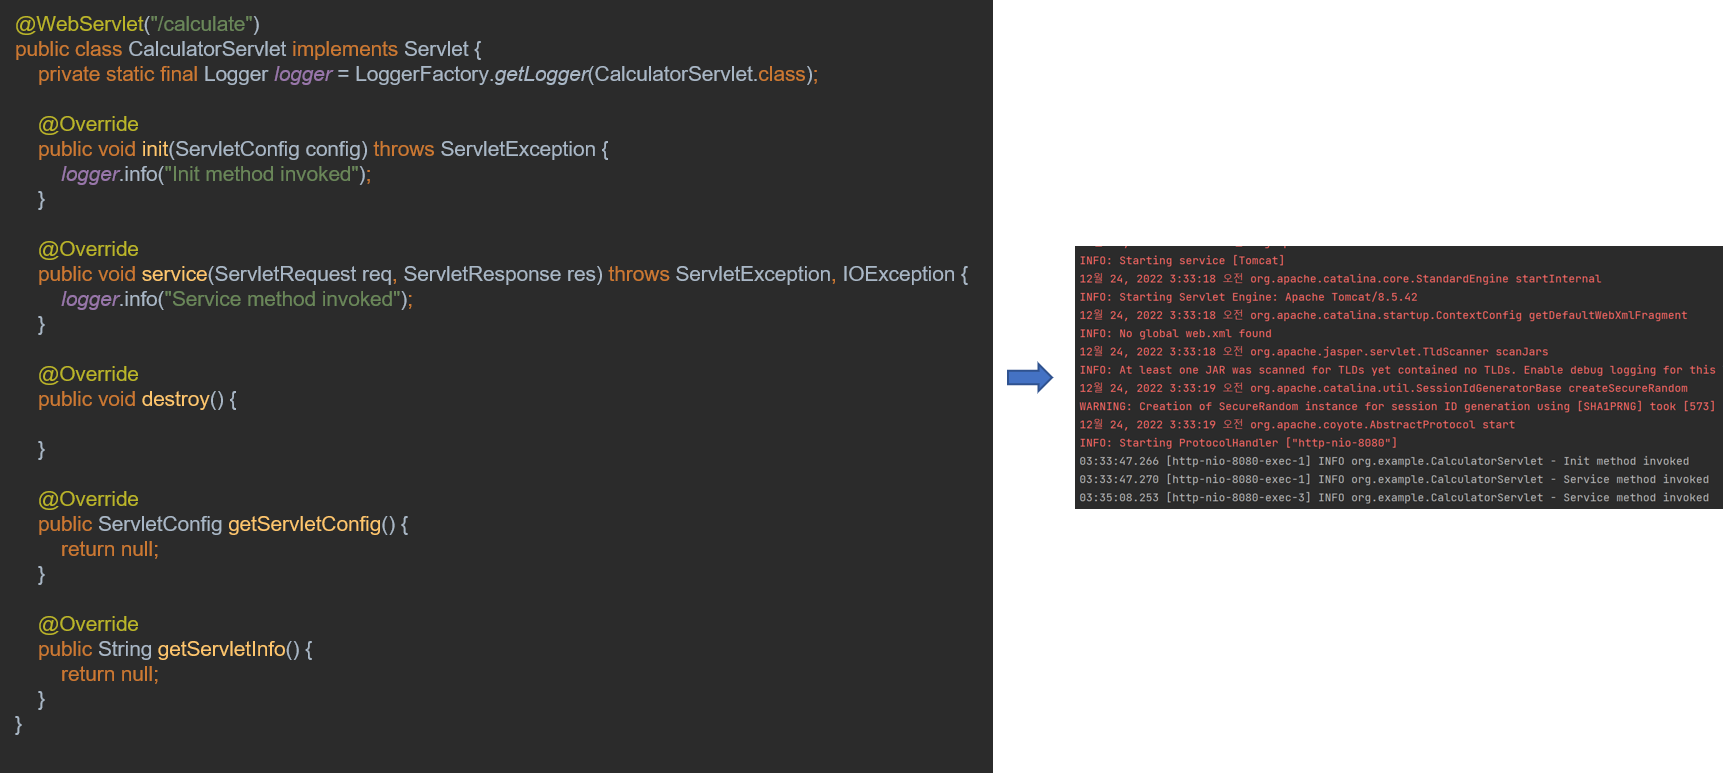 @WebServlet("/calculate")
public class CalculatorServlet implements Servlet {
private static final Logger logger = LoggerFactory.getLogger(CalculatorServlet.class);
@Override
public void init(ServletConfig config) throws ServletException {
logger.info("Init method invoked");
}
@Override
public void service(ServletRequest req, ServletResponse res) throws ServletException, IOException {
logger.info("Service method invoked");
}
@Override
public void destroy() {
}
@Override
public ServletConfig getServletConfig() {
return null;
}
@Override
public String getServletInfo() {
return null;
}
}
INFO: Starting service [Tomcat]
12월 24, 2022 3:33:18 오전 org.apache.catalina.core.StandardEngine startInternal
INFO: Starting Servlet Engine: Apache Tomcat/8.5.42
12월 24, 2022 3:33:18 오전 org.apache.catalina.startup.ContextConfig getDefaultWebXmlFragment
INFO: No global web.xml found
12월 24, 2022 3:33:18 오전 org.apache.jasper.servlet.TldScanner scanJars
INFO: At least one JAR was scanned for TLDs yet contained no TLDs. Enable debug logging for this
12월 24, 2022 3:33:19 오전 org.apache.catalina.util.SessionIdGeneratorBase createSecureRandom
WARNING: Creation of SecureRandom instance for session ID generation using [SHA1PRNG] took [573]
12월 24, 2022 3:33:19 오전 org.apache.coyote.AbstractProtocol start
INFO: Starting ProtocolHandler ["http-nio-8080"]
03:33:47.266 [http-nio-8080-exec-1] INFO org.example.CalculatorServlet - Init method invoked
03:33:47.270 [http-nio-8080-exec-1] INFO org.example.CalculatorServlet - Service method invoked
03:35:08.253 [http-nio-8080-exec-3] INFO org.example.CalculatorServlet - Service method invoked